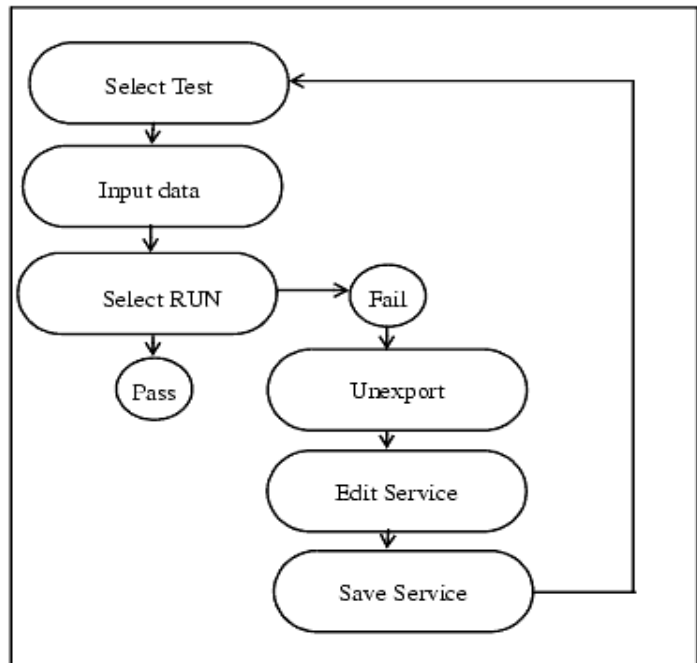 Select Test
Input data
Select RUN
Fail
Pass
Unexport
Edit Service
Save Service